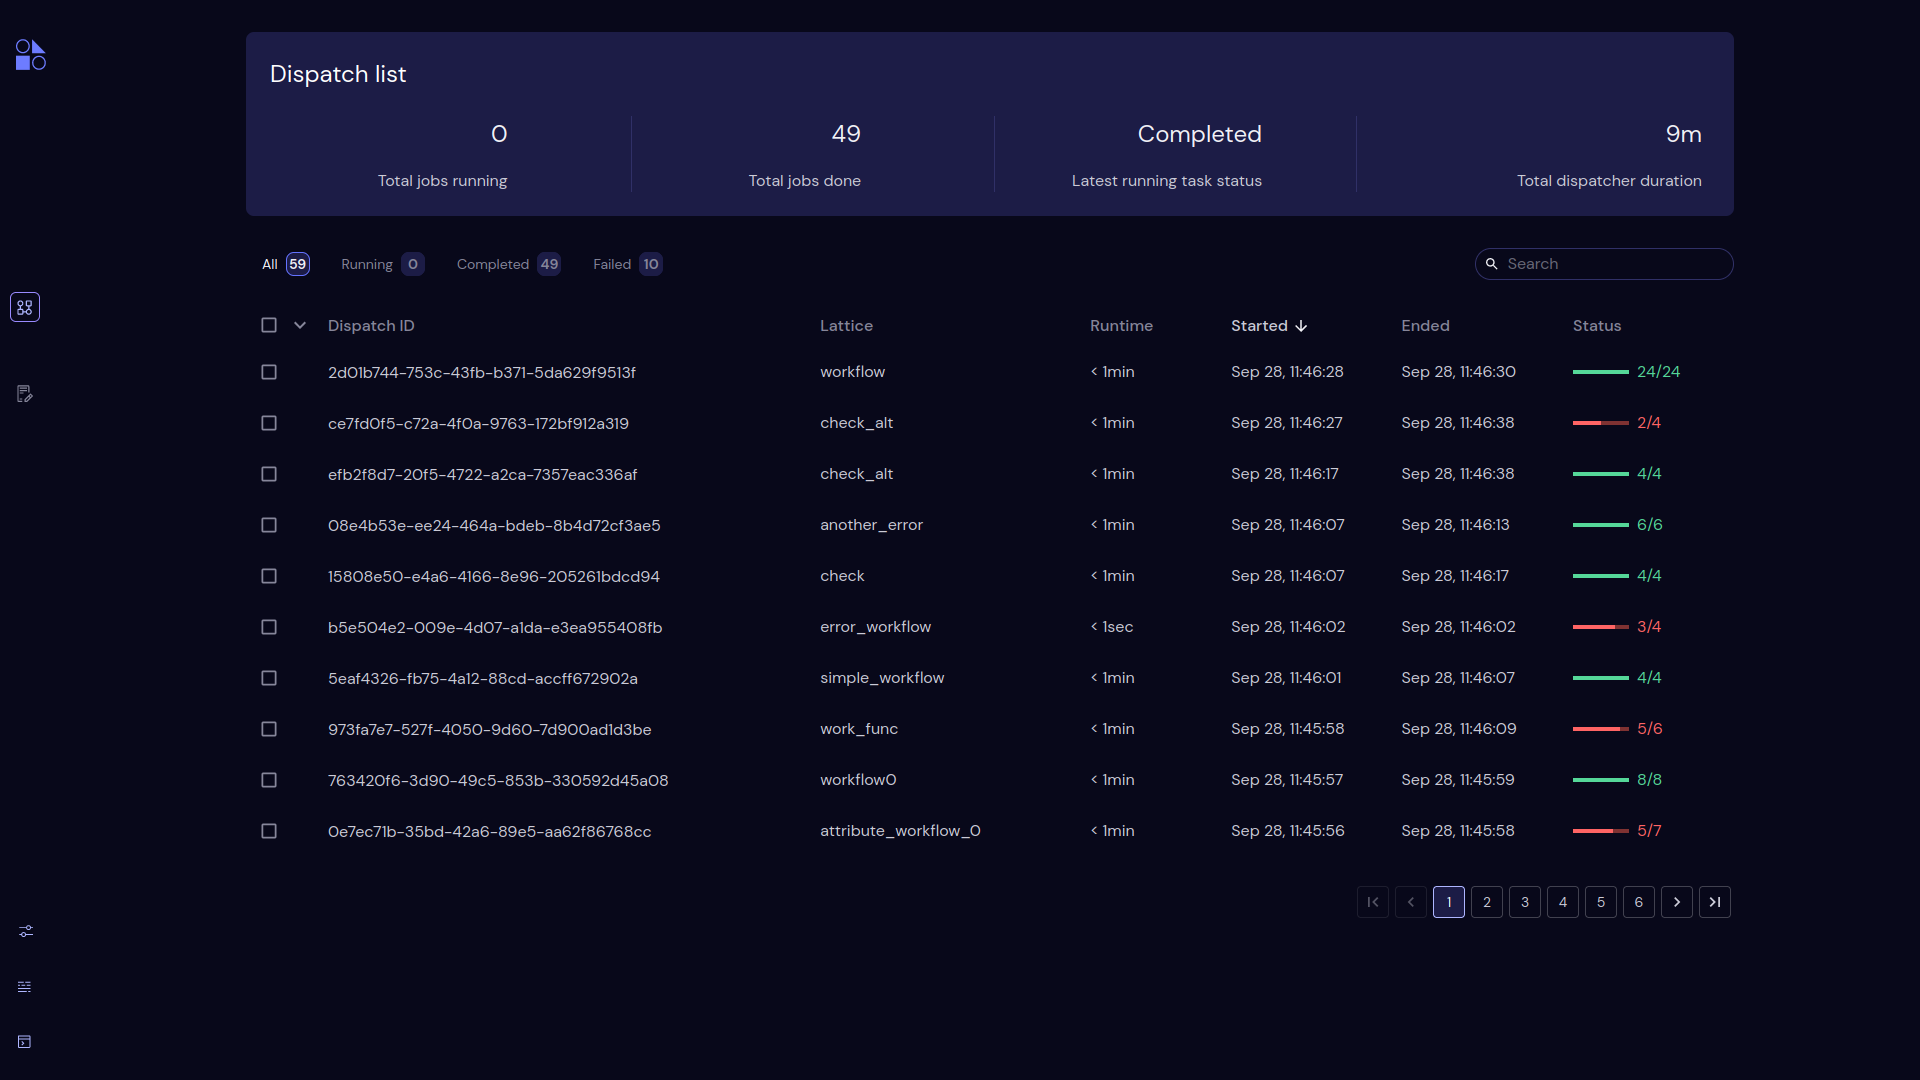 Dispatch list
0 49 Completed 9m
Total jobs running Total jobs done Latest running task status Total dispatcher duration
All 59 Running 0 Completed 49 Failed 10 Search
Dispatch ID Lattice Runtime Started Ended Status
2d01b744-753c-43fb-b371-5da629f9513f workflow < 1min Sep 28, 11:46:28 Sep 28, 11:46:30 24/24
ce7fd0f5-c72a-4f0a-9763-172bf912a319 check_alt < 1min Sep 28, 11:46:27 Sep 28, 11:46:38 2/4
efb2f8d7-20f5-4722-a2ca-7357eac336af check_alt < 1min Sep 28, 11:46:17 Sep 28, 11:46:38 4/4
08e4b53e-ee24-464a-bdeb-8b4d72cf3ae5 another_error < 1min Sep 28, 11:46:07 Sep 28, 11:46:13 6/6
15808e50-e4a6-4166-8e96-205261bdcd94 check < 1min Sep 28, 11:46:07 Sep 28, 11:46:17 4/4
b5e504e2-009e-4d07-a1da-e3ea955408fb error_workflow < 1sec Sep 28, 11:46:02 Sep 28, 11:46:02 3/4
5eaf4326-fb75-4a12-88cd-accff672902a simple_workflow < 1min Sep 28, 11:46:01 Sep 28, 11:46:07 4/4
973fa7e7-527f-4050-9d60-7d900ad1d3be work_func < 1min Sep 28, 11:45:58 Sep 28, 11:46:09 5/6
763420f6-3d90-49c5-853b-330592d45a08 workflow0 < 1min Sep 28, 11:45:57 Sep 28, 11:45:59 8/8
0e7ec71b-35bd-42a6-89e5-aa62f86768cc attribute_workflow_0 < 1min Sep 28, 11:45:56 Sep 28, 11:45:58 5/7
1 2 3 4 5 6